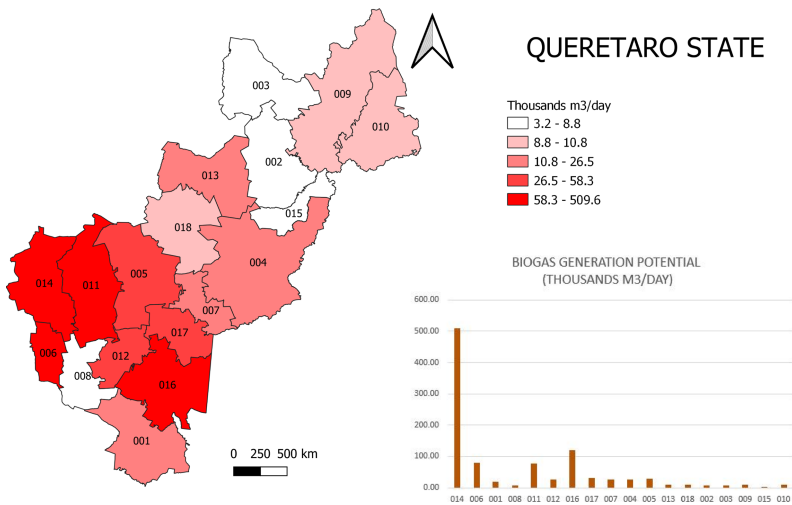 QUERETARO STATE
Thousands m3/day
3.2 - 8.8
8.8 - 10.8
10.8 - 26.5
26.5 - 58.3
58.3 - 509.6
003
009
010
002
013
015
018
004
005
014
011
007
017
006
012
008
016
001
0 250 500 km
BIOGAS GENERATION POTENTIAL
(THOUSANDS M3/DAY)
600.00
500.00
400.00
300.00
200.00
100.00
0.00
014 006 001 008 011 012 016 017 007 004 005 013 018 002 003 009 015 010